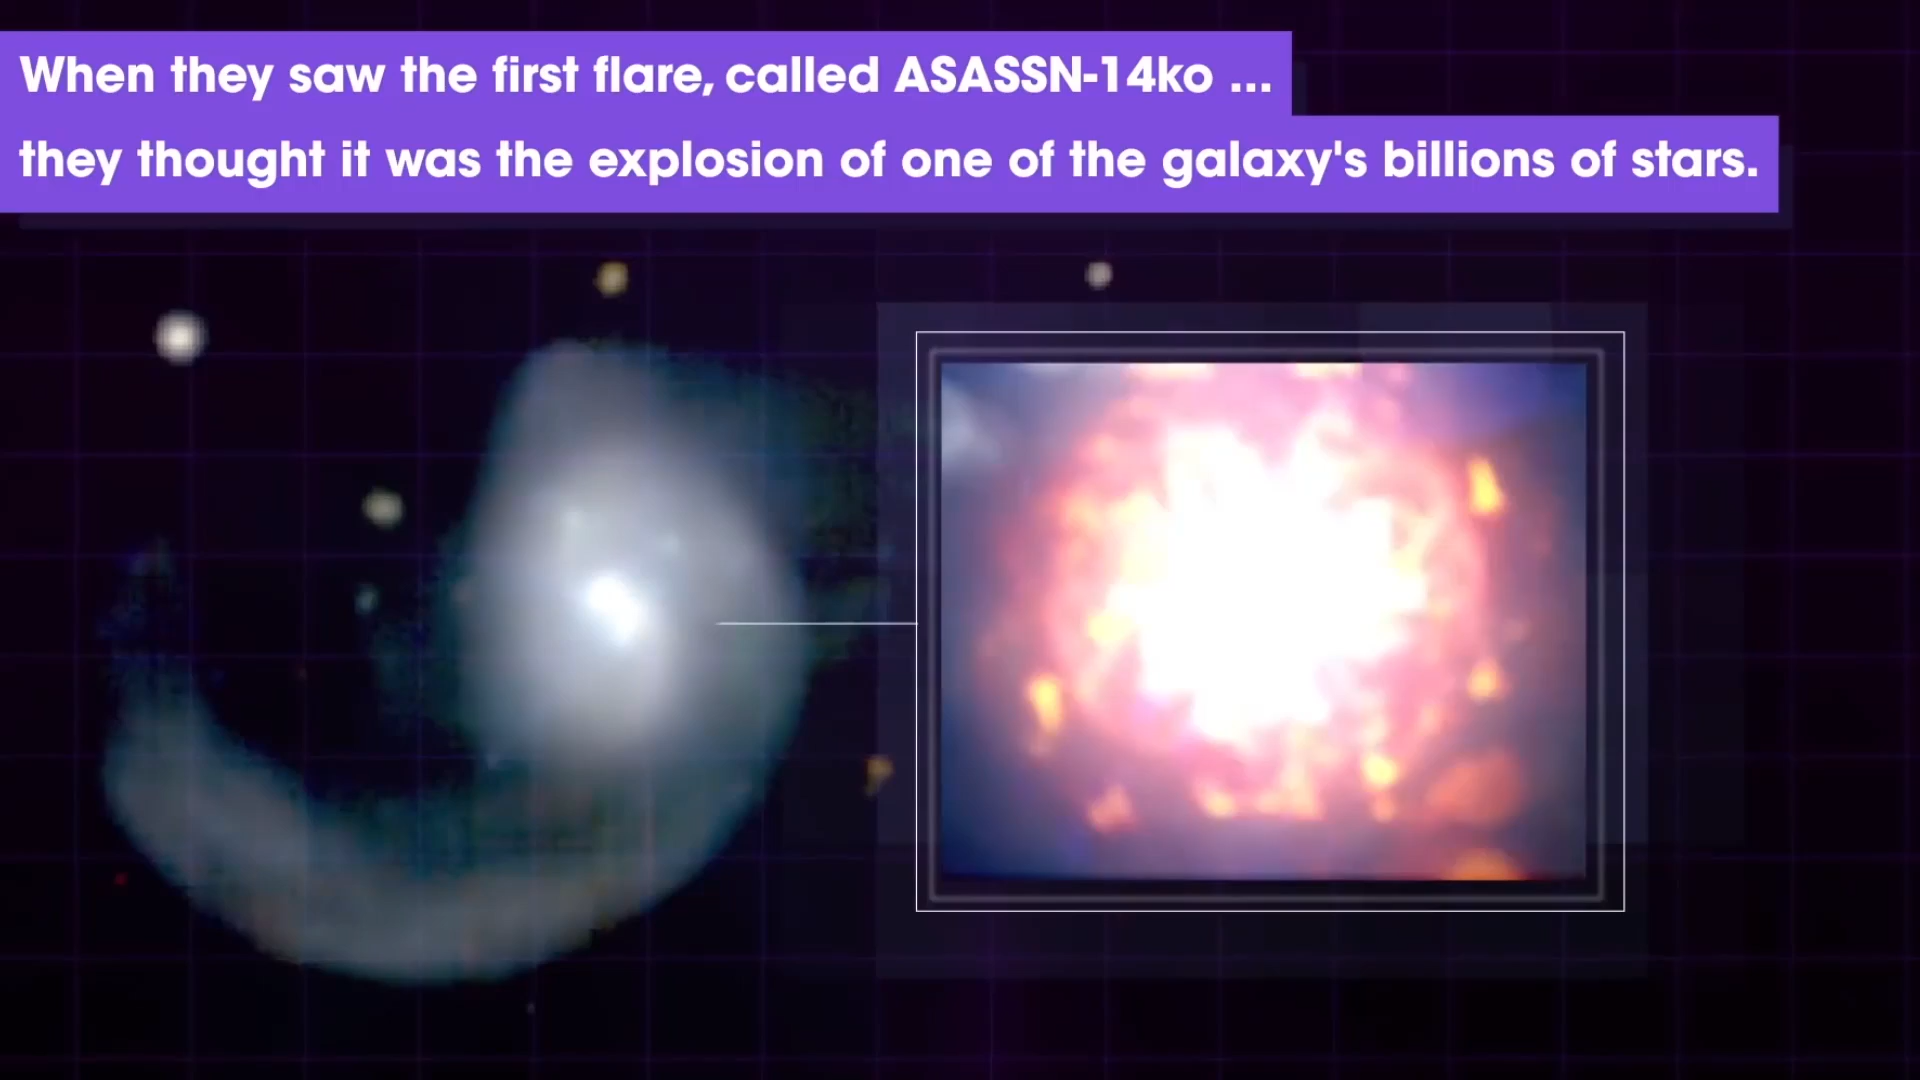 When they saw the first flare, called ASASSN-14ko ...
they thought it was the explosion of one of the galaxy's billions of stars.